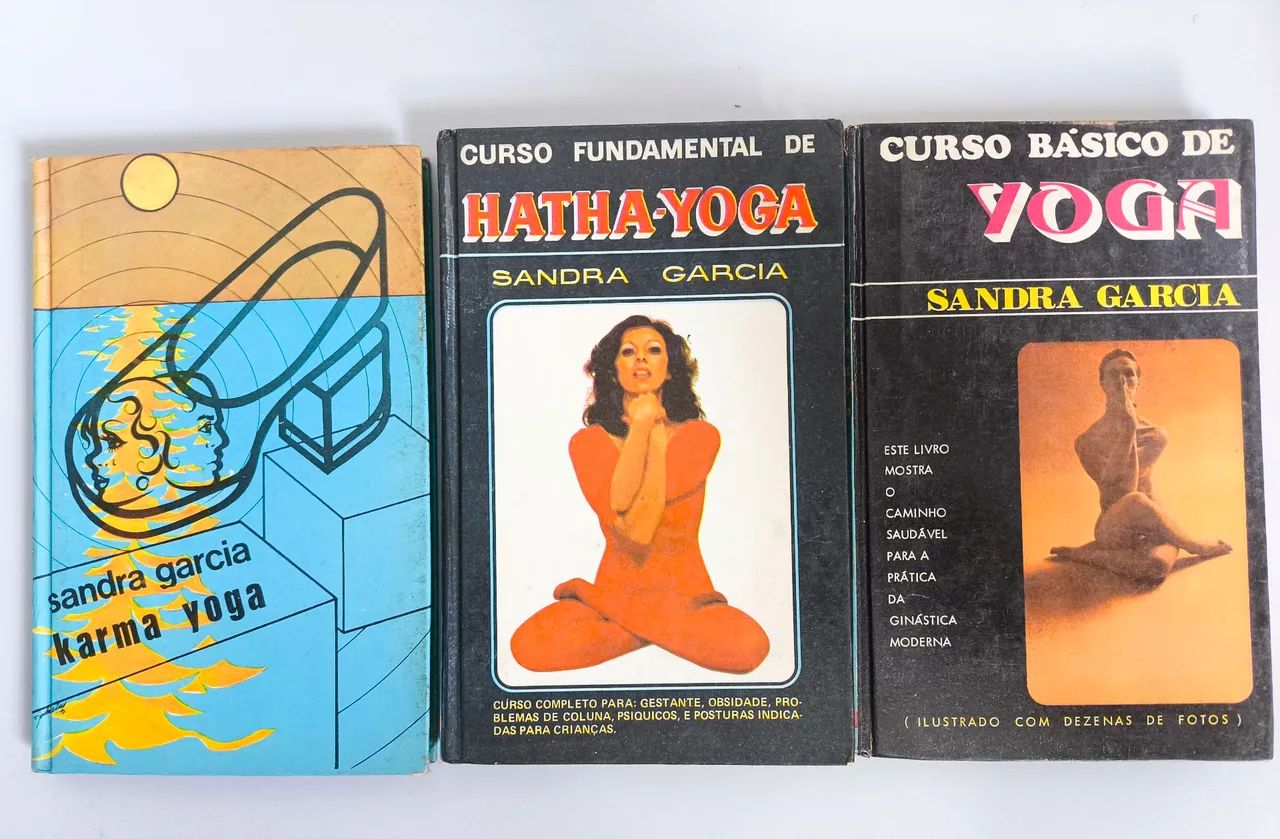 sandra garcia
karma yoga
CURSO FUNDAMENTAL DE
HATHA-YOGA
SANDRA GARCIA
CURSO COMPLETO PARA: GESTANTE, OBSIDADE, PRO-
BLEMAS DE COLUNA, PSIQUICOS, E POSTURAS INDICA-
DAS PARA CRIANÇAS.
CURSO BÁSICO DE
YOGA
SANDRA GARCIA
ESTE LIVRO
MOSTRA
O
CAMINHO
SAUDÁVEL
PARA A
PRÁTICA
DA
GINÁSTICA
MODERNA
( ILUSTRADO COM DEZENAS DE FOTOS )